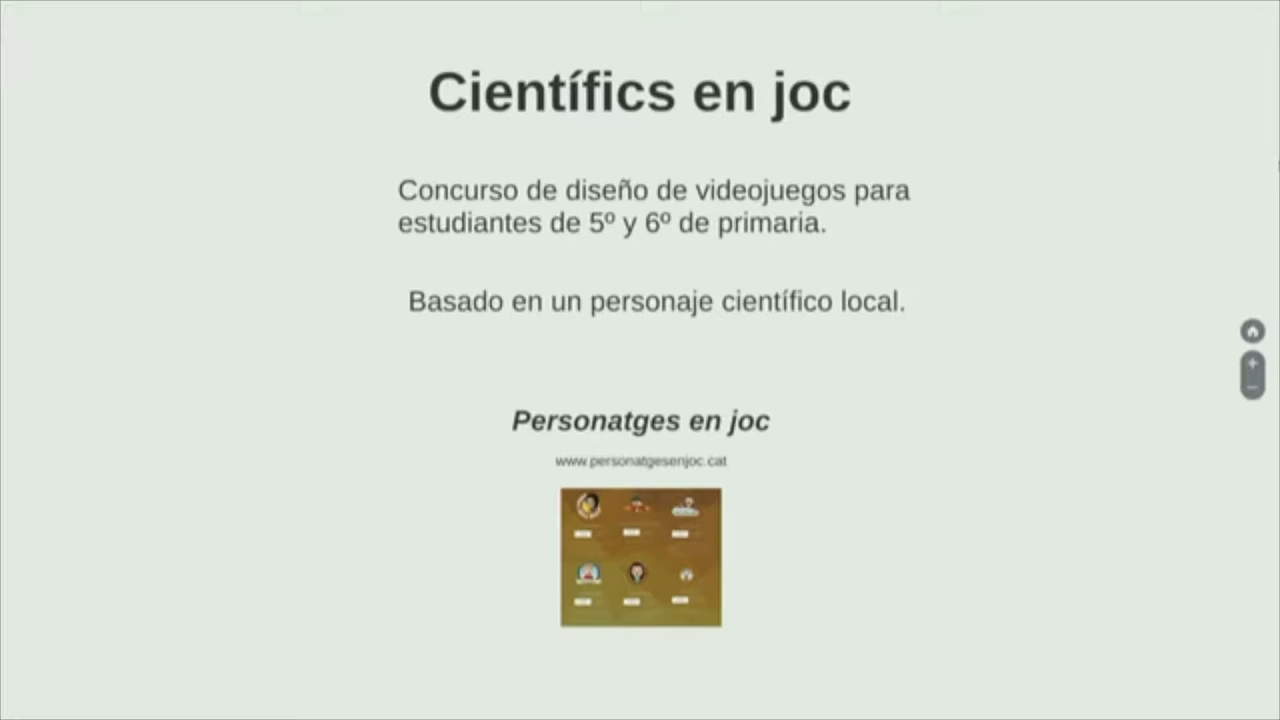 Científics en joc
Concurso de diseño de videojuegos para
estudiantes de 5º y 6º de primaria.
Basado en un personaje científico local.
Personatges en joc
www.personatgesenjoc.cat